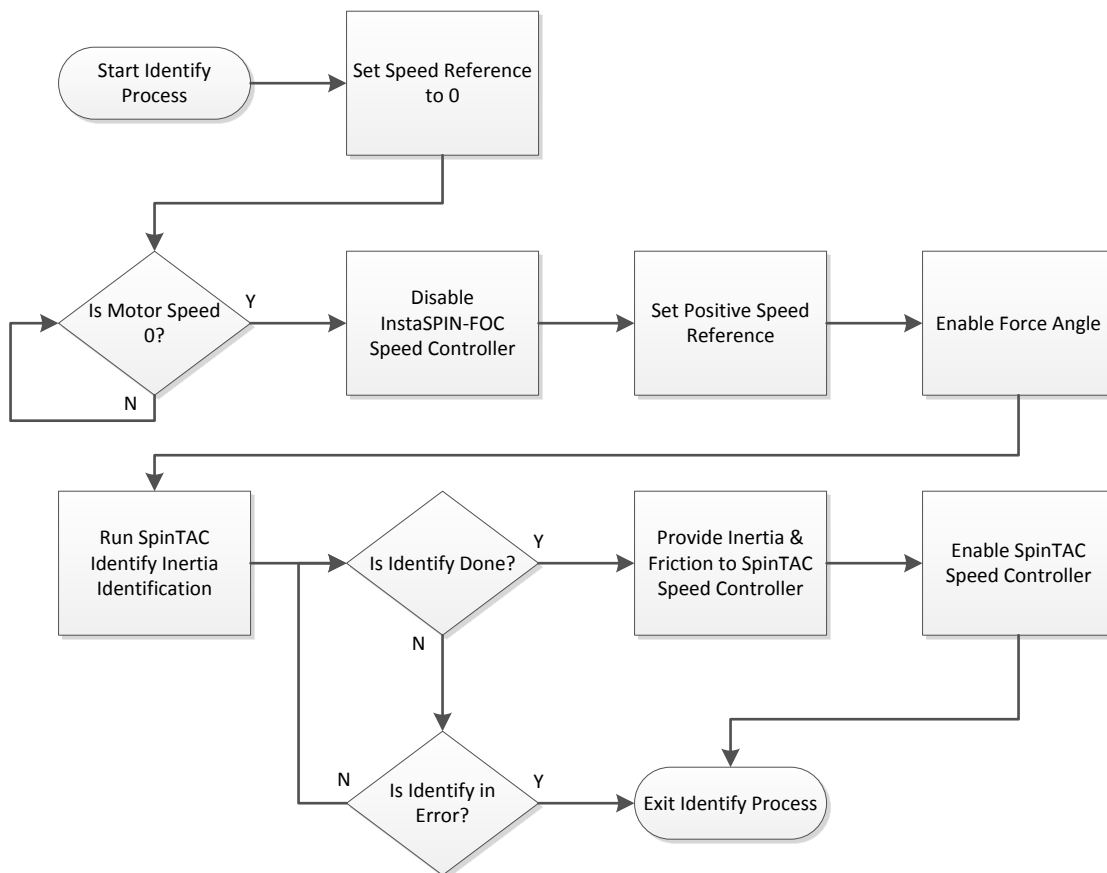 Start Identify
Process
Set Speed Reference
to 0
Is Motor Speed
0?
Y
N
Disable
InstaSPIN-FOC
Speed Controller
Set Positive Speed
Reference
Enable Force Angle
Run SpinTAC
Identify Inertia
Identification
Is Identify Done?
Y
N
Provide Inertia &
Friction to SpinTAC
Speed Controller
Enable SpinTAC
Speed Controller
Is Identify in
Error?
N
Y
Exit Identify Process